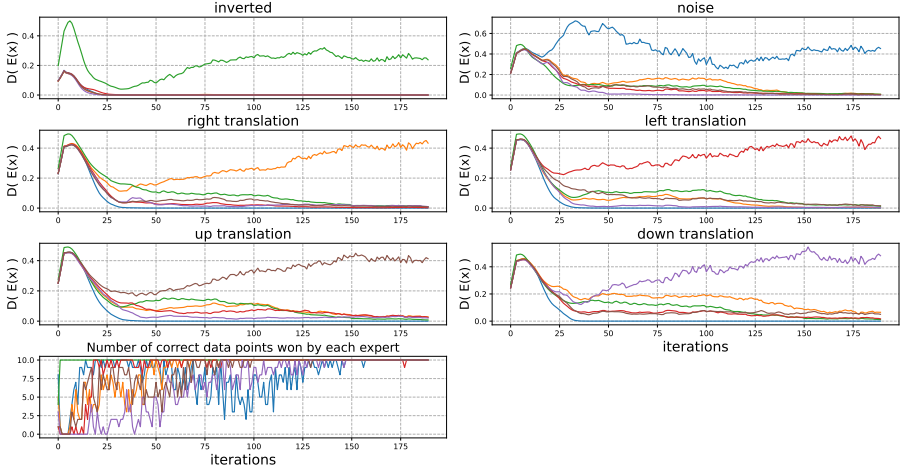 inverted
D( E(x) )
0.4
0.2
0.0
0 25 50 75 100 125 150 175
noise
D( E(x) )
0.6
0.4
0.2
0.0
0 25 50 75 100 125 150 175
right translation
D( E(x) )
0.4
0.2
0.0
0 25 50 75 100 125 150 175
left translation
D( E(x) )
0.4
0.2
0.0
0 25 50 75 100 125 150 175
up translation
D( E(x) )
0.4
0.2
0.0
0 25 50 75 100 125 150 175
down translation
D( E(x) )
0.4
0.2
0.0
0 25 50 75 100 125 150 175
iterations
Number of correct data points won by each expert
10.0
7.5
5.0
2.5
0.0
0 25 50 75 100 125 150 175
iterations